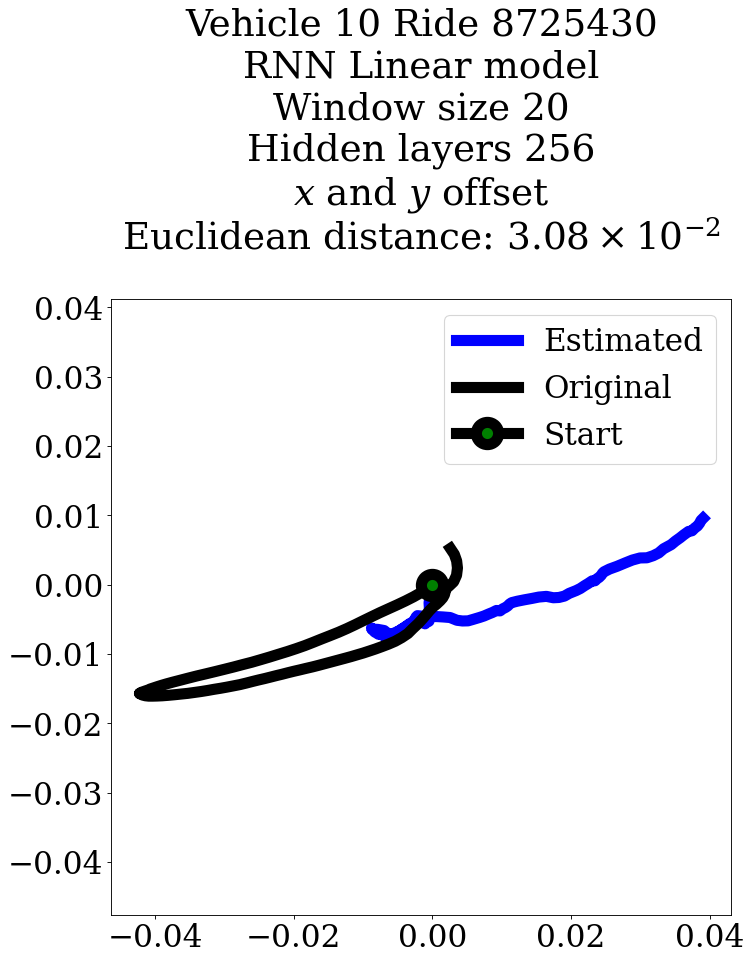 Vehicle 10 Ride 8725430
RNN Linear model
Window size 20
Hidden layers 256
x and y offset
Euclidean distance: 3.08 × 10⁻²
Estimated
Original
Start
0.04
0.03
0.02
0.01
0.00
−0.01
−0.02
−0.03
−0.04
−0.04 −0.02 0.00 0.02 0.04